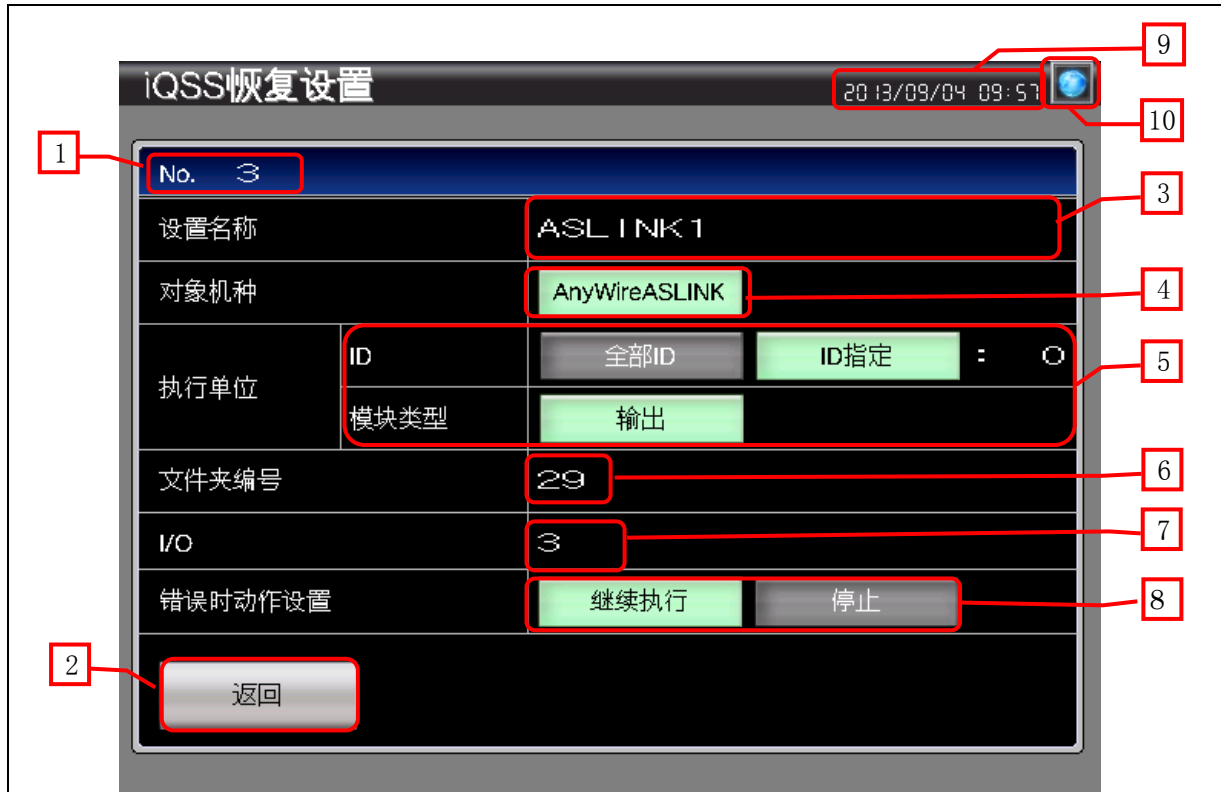 9
iQSS恢复设置
2013/09/04 09:57
10
1
No. 3
3
设置名称
ASLINK1
对象机种
AnyWireASLINK
4
执行单位
ID
全部ID
ID指定
:
0
5
模块类型
输出
文件夹编号
29
6
I/O
3
7
错误时动作设置
继续执行
停止
8
2
返回